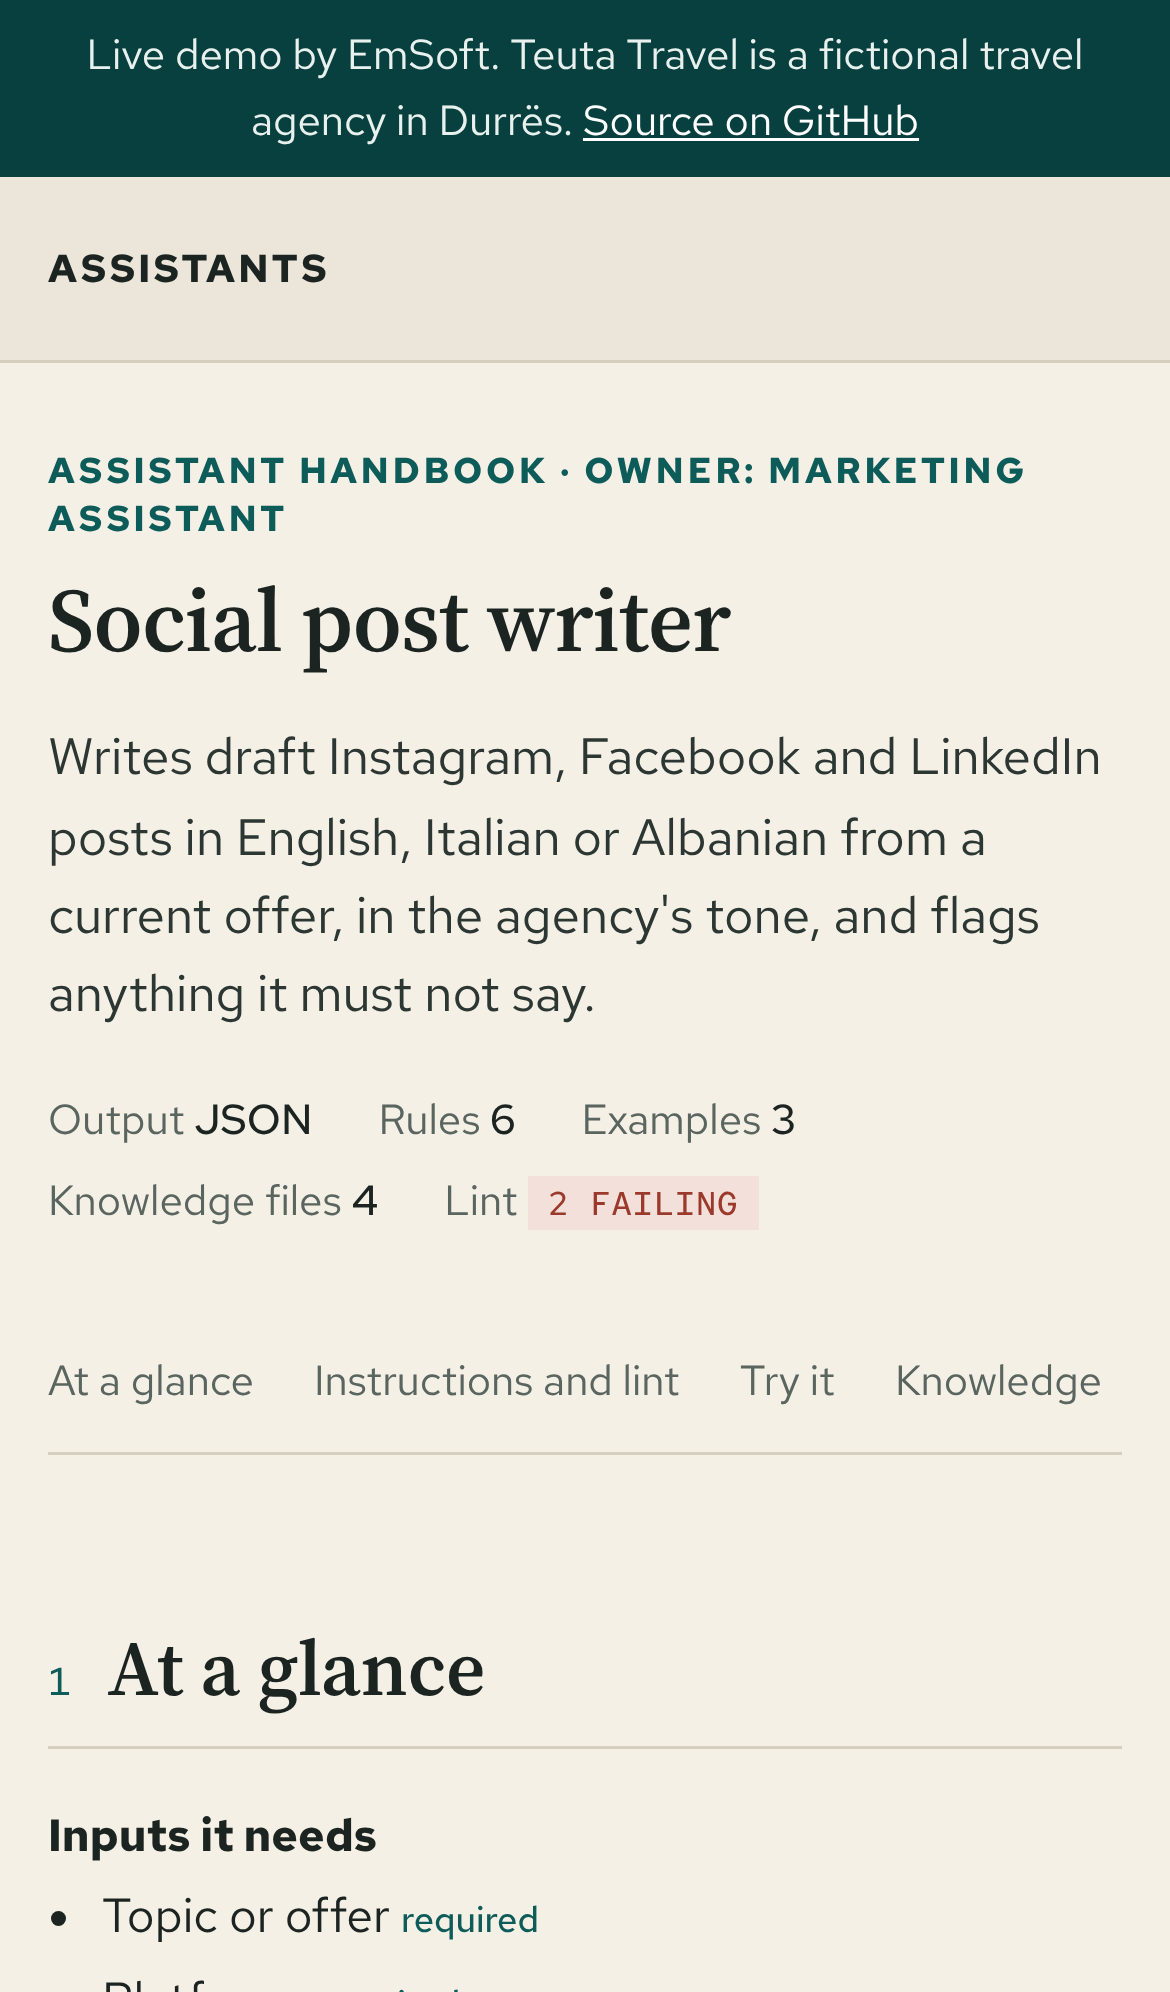 Live demo by EmSoft. Teuta Travel is a fictional travel
agency in Durrës. Source on GitHub
ASSISTANTS
ASSISTANT HANDBOOK · OWNER: MARKETING
ASSISTANT
Social post writer
Writes draft Instagram, Facebook and LinkedIn
posts in English, Italian or Albanian from a
current offer, in the agency's tone, and flags
anything it must not say.
Output JSON Rules 6 Examples 3
Knowledge files 4 Lint 2 FAILING
At a glance Instructions and lint Try it Knowledge
1 At a glance
Inputs it needs
• Topic or offer required